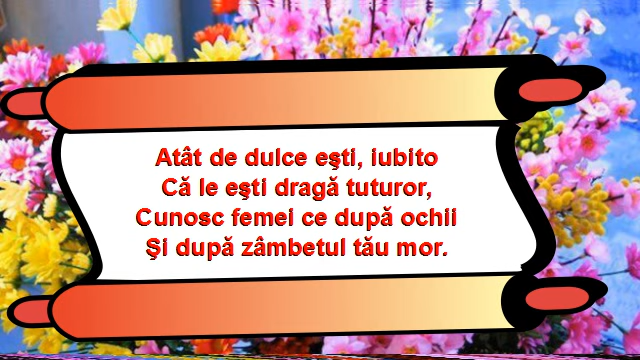 Atât de dulce eşti, iubito
Că le eşti dragă tuturor,
Cunosc femei ce după ochii
Şi după zâmbetul tău mor.